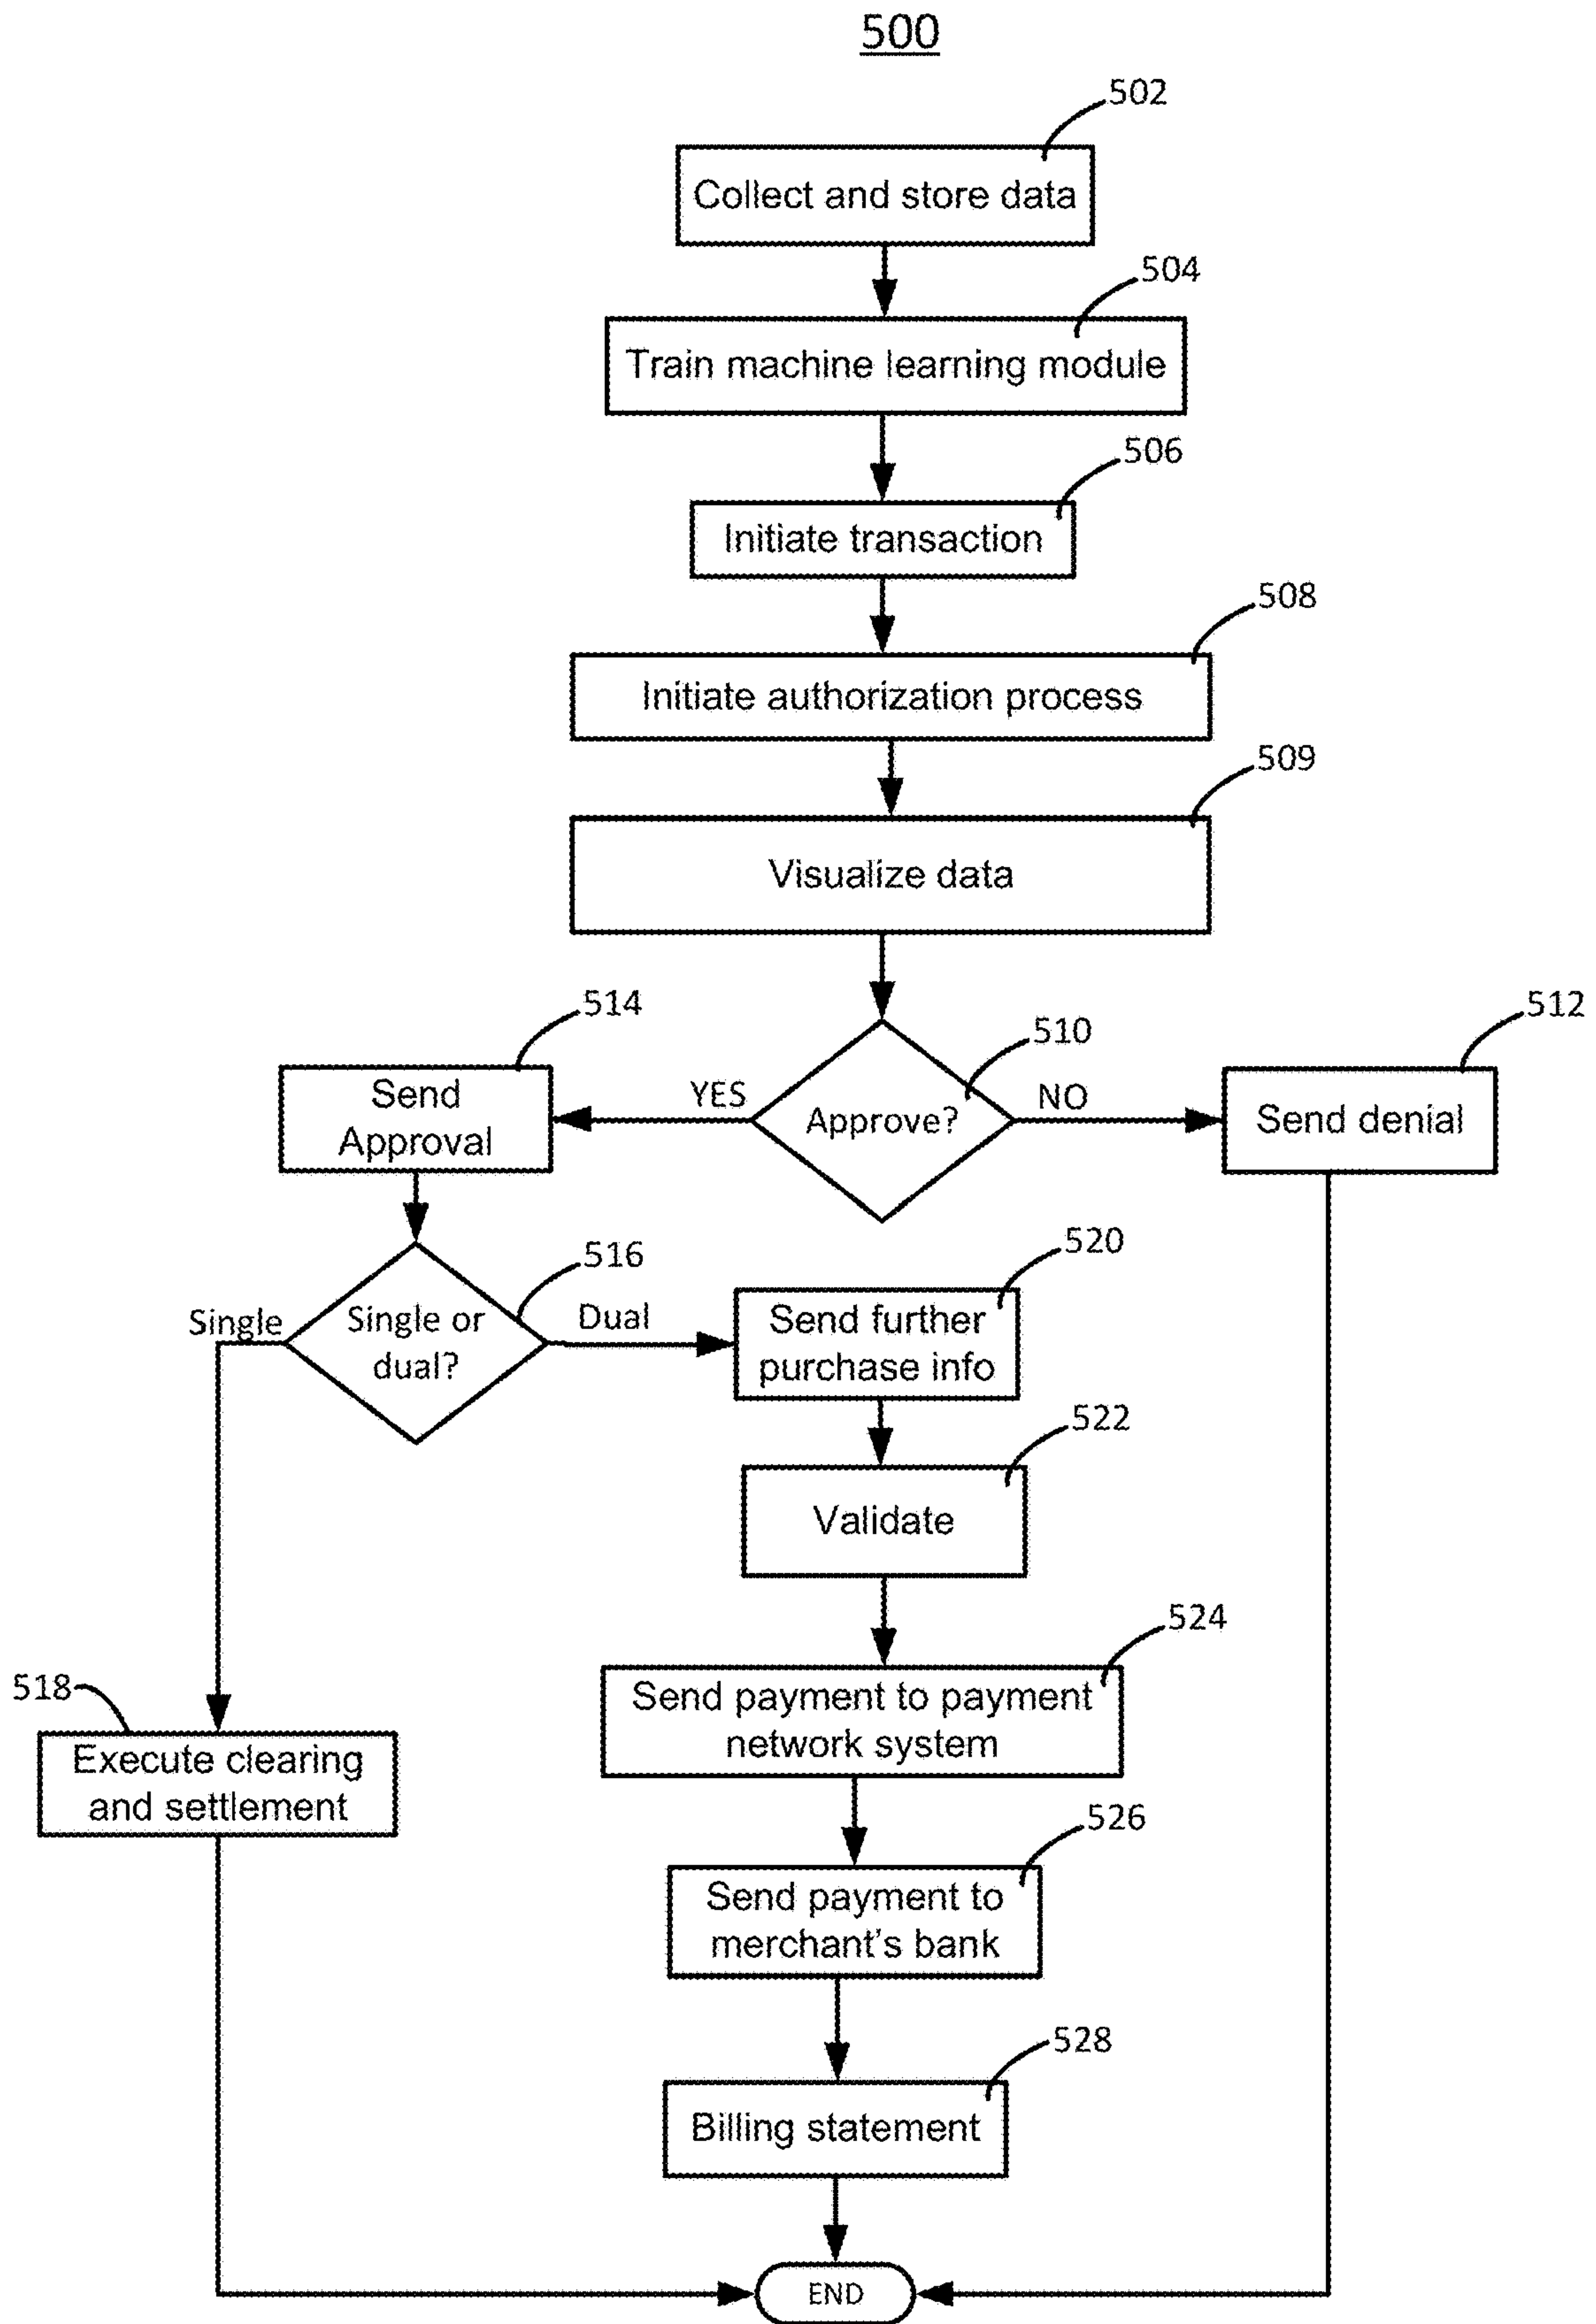 500
502
Collect and store data
504
Train machine learning module
506
Initiate transaction
508
Initiate authorization process
509
Visualize data
514
510
512
Send
Approval
YES
Approve?
NO
Send denial
516
520
Single
Single or
dual?
Dual
Send further
purchase info
522
Validate
524
Send payment to payment
network system
518
Execute clearing
and settlement
526
Send payment to
merchant's bank
528
Billing statement
END